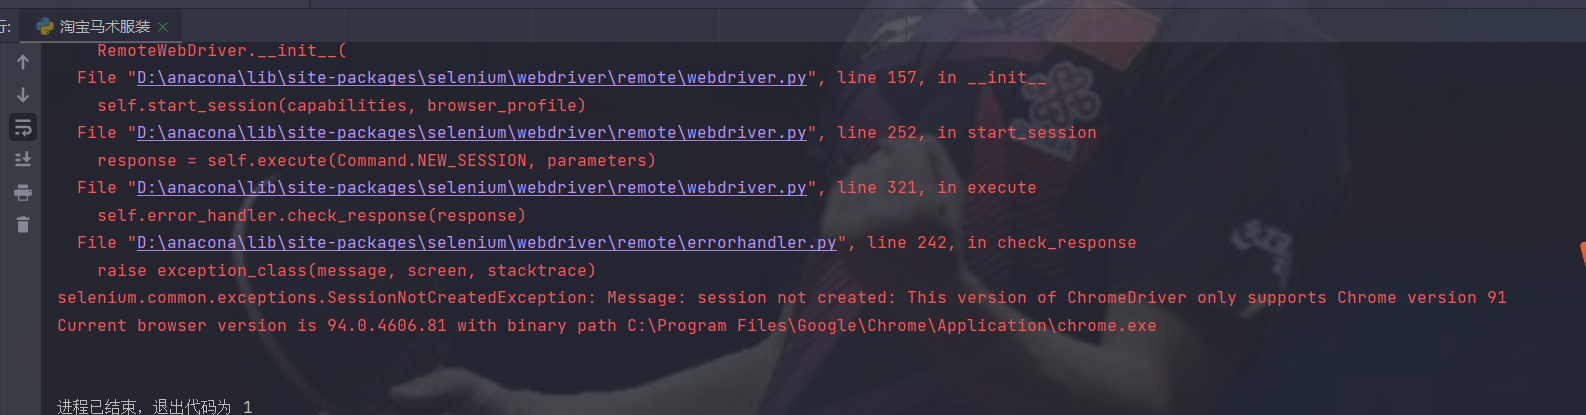 行:
淘宝马术服装
RemoteWebDriver.__init__(
File "D:\anacona\lib\site-packages\selenium\webdriver\remote\webdriver.py", line 157, in __init__
self.start_session(capabilities, browser_profile)
File "D:\anacona\lib\site-packages\selenium\webdriver\remote\webdriver.py", line 252, in start_session
response = self.execute(Command.NEW_SESSION, parameters)
File "D:\anacona\lib\site-packages\selenium\webdriver\remote\webdriver.py", line 321, in execute
self.error_handler.check_response(response)
File "D:\anacona\lib\site-packages\selenium\webdriver\remote\errorhandler.py", line 242, in check_response
raise exception_class(message, screen, stacktrace)
selenium.common.exceptions.SessionNotCreatedException: Message: session not created: This version of ChromeDriver only supports Chrome version 91
Current browser version is 94.0.4606.81 with binary path C:\Program Files\Google\Chrome\Application\chrome.exe
进程已结束，退出代码为 1